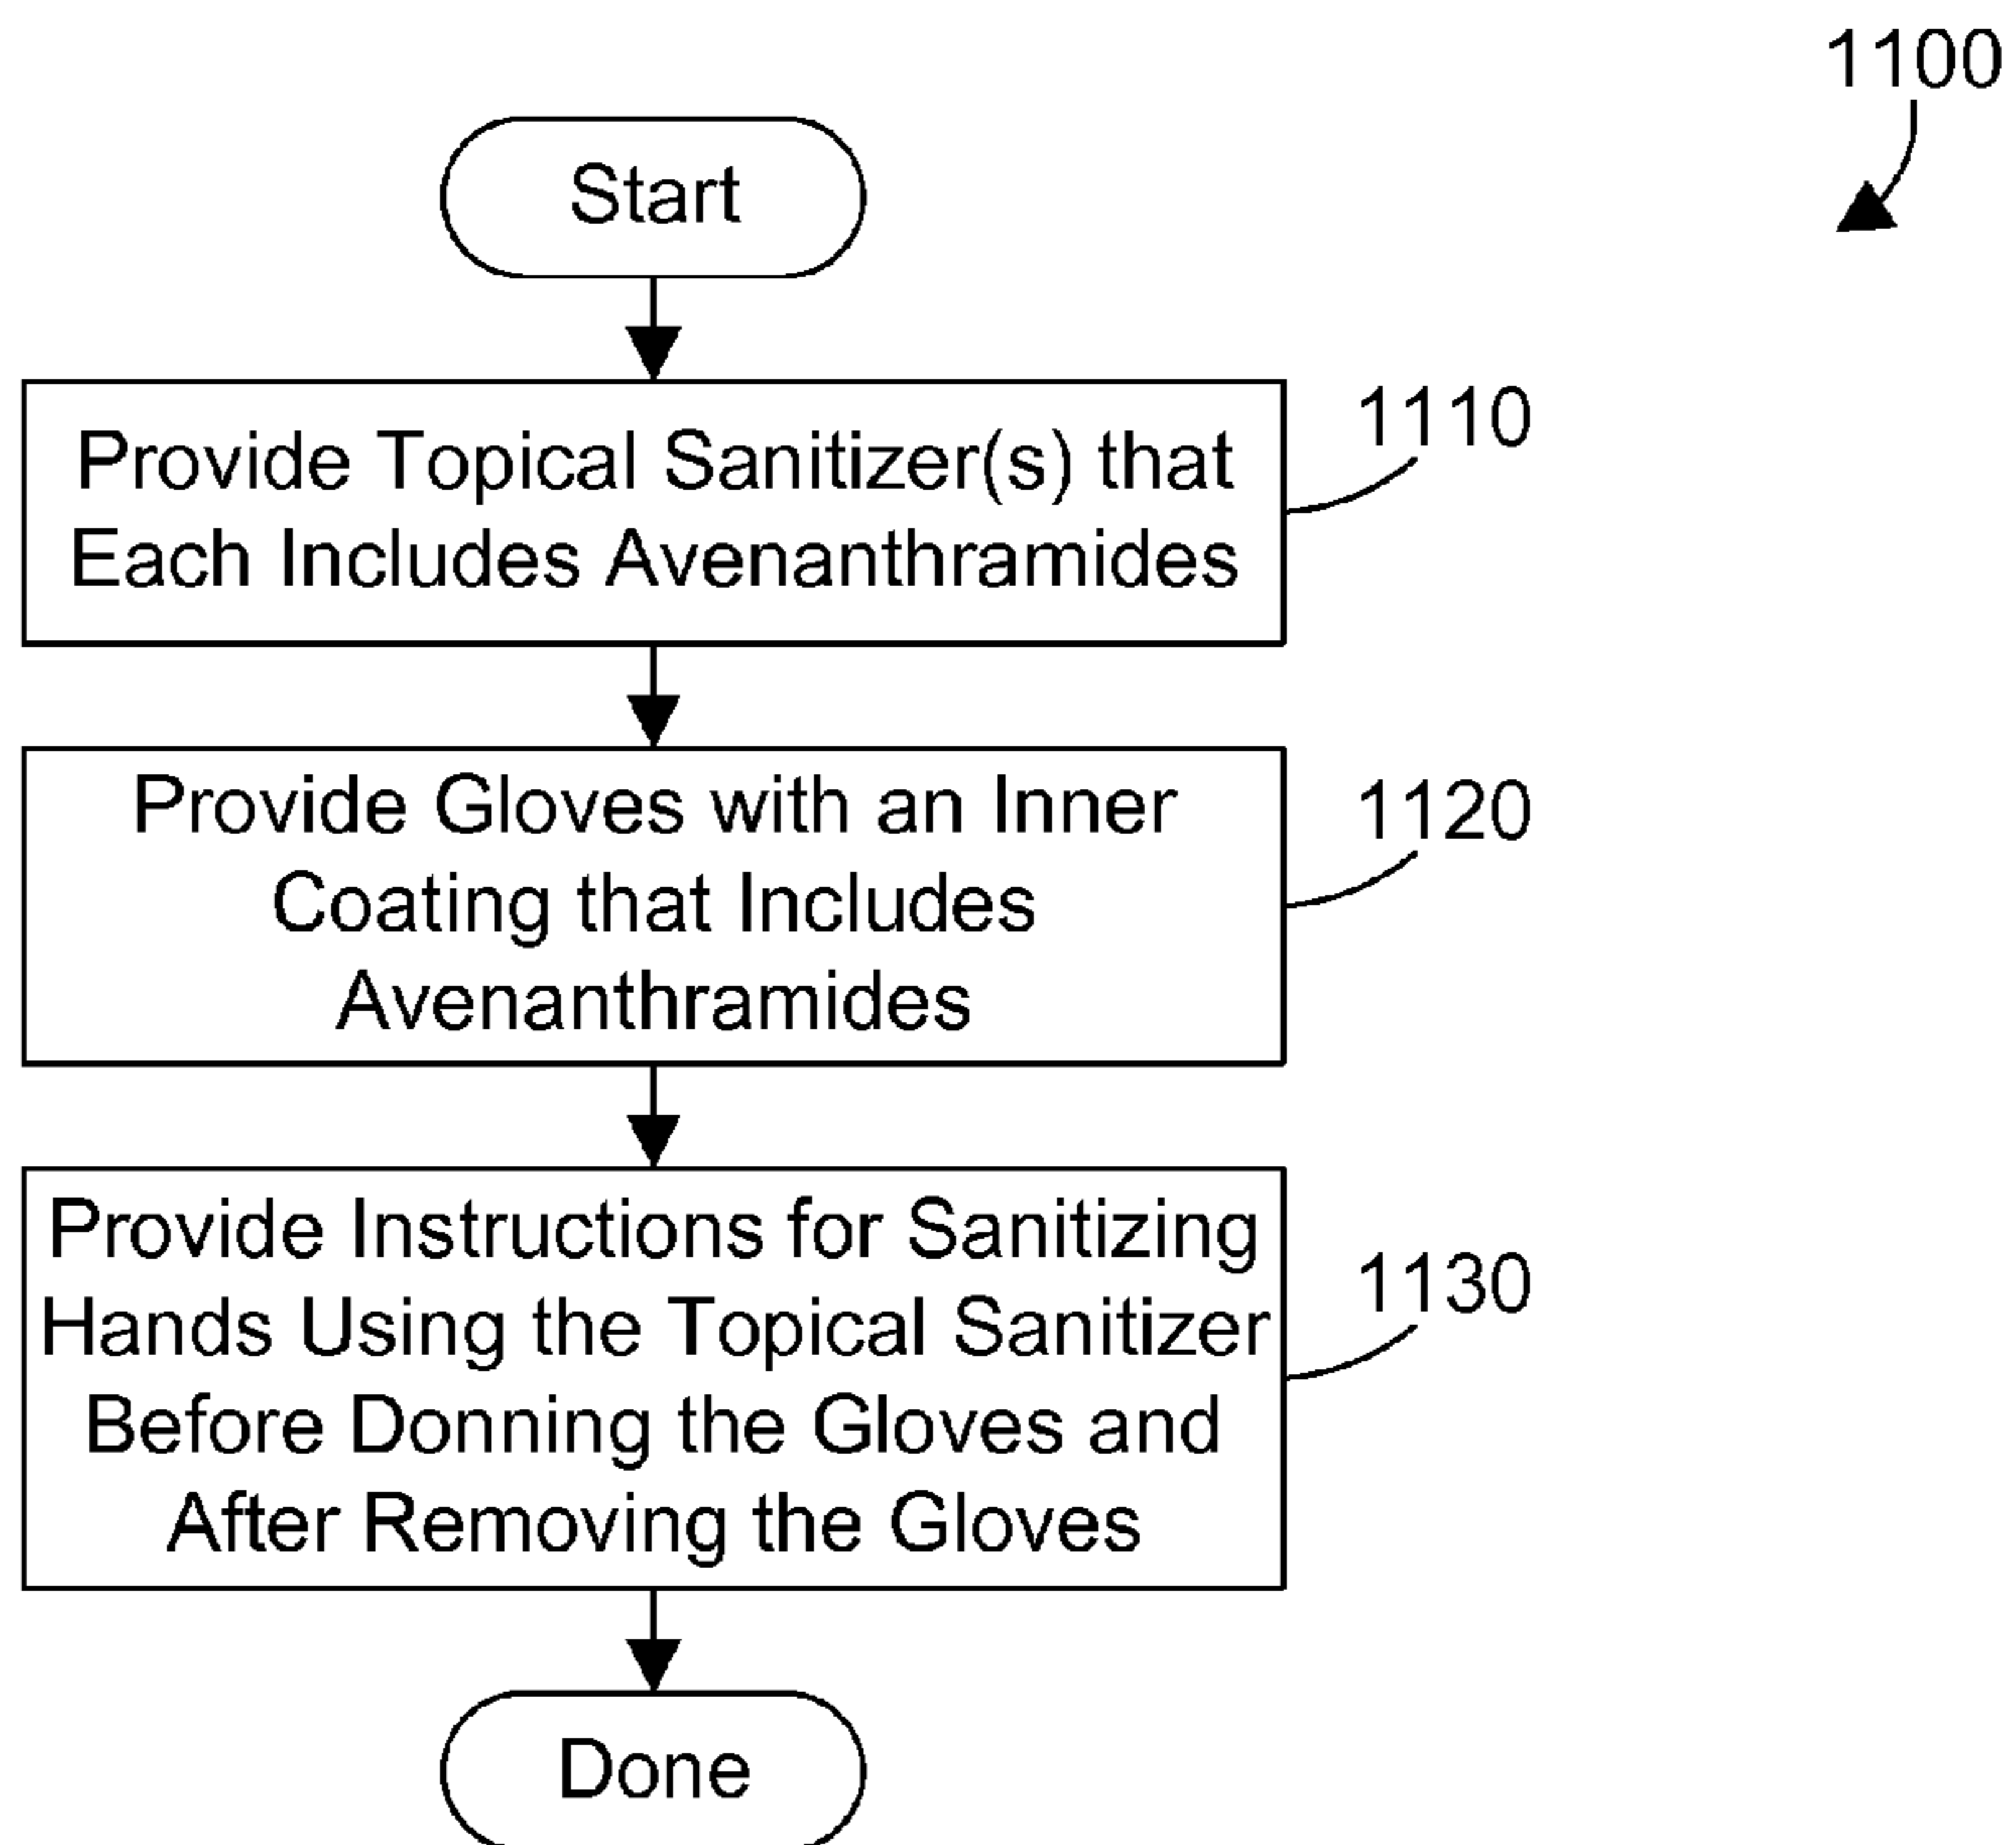 1100
Start
Provide Topical Sanitizer(s) that
Each Includes Avenanthramides
1110
Provide Gloves with an Inner
Coating that Includes
Avenanthramides
1120
Provide Instructions for Sanitizing
Hands Using the Topical Sanitizer
Before Donning the Gloves and
After Removing the Gloves
1130
Done